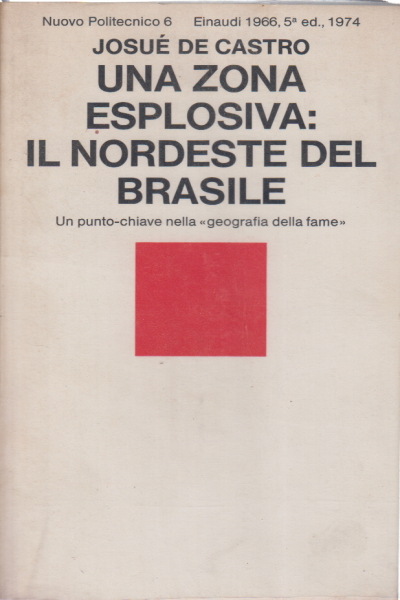 Nuovo Politecnico 6 Einaudi 1966, 5ª ed., 1974
JOSUÉ DE CASTRO
UNA ZONA
ESPLOSIVA:
IL NORDESTE DEL
BRASILE
Un punto-chiave nella «geografia della fame»